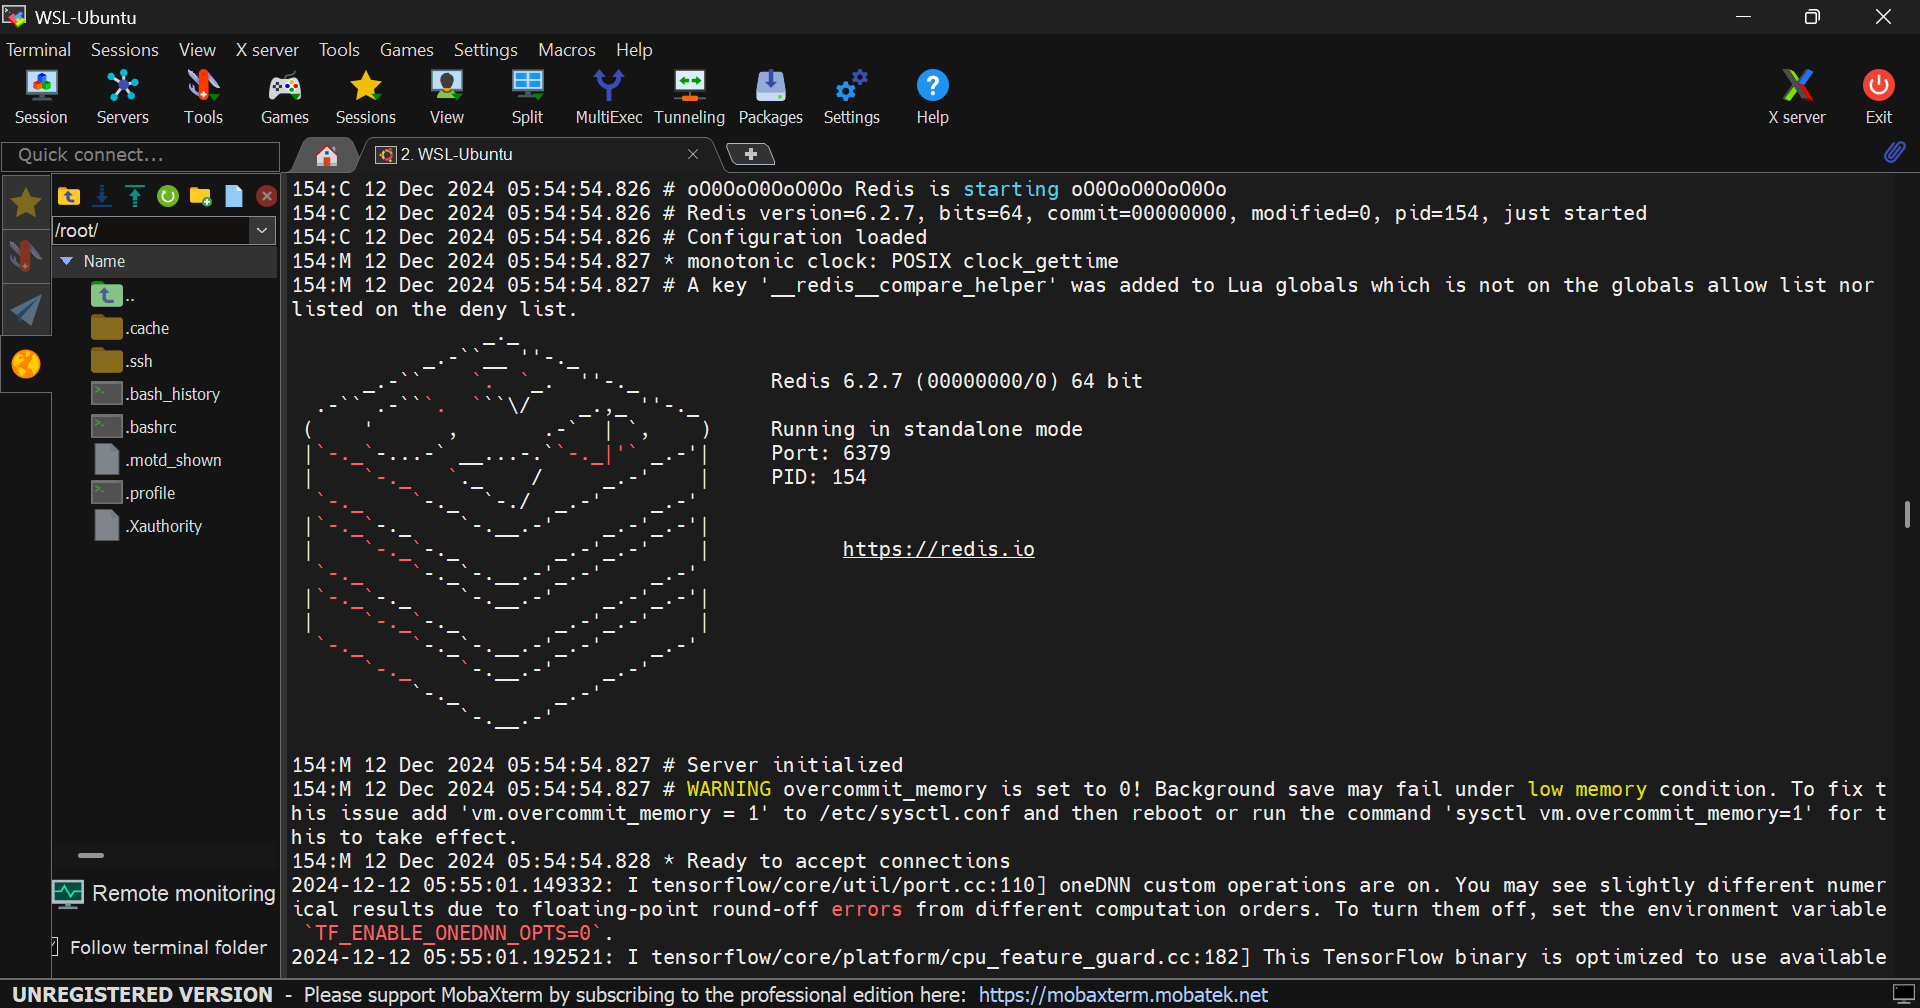 WSL-Ubuntu
Terminal Sessions View X server Tools Games Settings Macros Help
Session Servers Tools Games Sessions View Split MultiExec Tunneling Packages Settings Help X server Exit
Quick connect...
2. WSL-Ubuntu
/root/
Name
..
.cache
.ssh
.bash_history
.bashrc
.motd_shown
.profile
.Xauthority
Remote monitoring
Follow terminal folder
154:C 12 Dec 2024 05:54:54.826 # oO0OoO0OoO0Oo Redis is starting oO0OoO0OoO0Oo
154:C 12 Dec 2024 05:54:54.826 # Redis version=6.2.7, bits=64, commit=00000000, modified=0, pid=154, just started
154:C 12 Dec 2024 05:54:54.826 # Configuration loaded
154:M 12 Dec 2024 05:54:54.827 * monotonic clock: POSIX clock_gettime
154:M 12 Dec 2024 05:54:54.827 # A key '__redis__compare_helper' was added to Lua globals which is not on the globals allow list nor
listed on the deny list.
Redis 6.2.7 (00000000/0) 64 bit
Running in standalone mode
Port: 6379
PID: 154
https://redis.io
154:M 12 Dec 2024 05:54:54.827 # Server initialized
154:M 12 Dec 2024 05:54:54.827 # WARNING overcommit_memory is set to 0! Background save may fail under low memory condition. To fix t
his issue add 'vm.overcommit_memory = 1' to /etc/sysctl.conf and then reboot or run the command 'sysctl vm.overcommit_memory=1' for t
his to take effect.
154:M 12 Dec 2024 05:54:54.828 * Ready to accept connections
2024-12-12 05:55:01.149332: I tensorflow/core/util/port.cc:110] oneDNN custom operations are on. You may see slightly different numer
ical results due to floating-point round-off errors from different computation orders. To turn them off, set the environment variable
`TF_ENABLE_ONEDNN_OPTS=0`.
2024-12-12 05:55:01.192521: I tensorflow/core/platform/cpu_feature_guard.cc:182] This TensorFlow binary is optimized to use available
UNREGISTERED VERSION - Please support MobaXterm by subscribing to the professional edition here: https://mobaxterm.mobatek.net